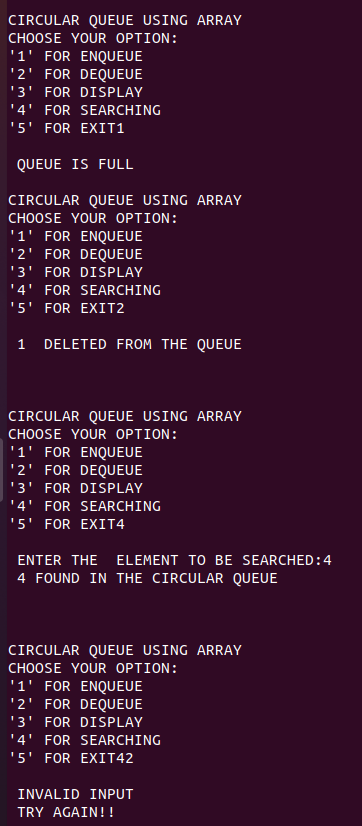 CIRCULAR QUEUE USING ARRAY
CHOOSE YOUR OPTION:
'1' FOR ENQUEUE
'2' FOR DEQUEUE
'3' FOR DISPLAY
'4' FOR SEARCHING
'5' FOR EXIT1
QUEUE IS FULL
CIRCULAR QUEUE USING ARRAY
CHOOSE YOUR OPTION:
'1' FOR ENQUEUE
'2' FOR DEQUEUE
'3' FOR DISPLAY
'4' FOR SEARCHING
'5' FOR EXIT2
1  DELETED FROM THE QUEUE
CIRCULAR QUEUE USING ARRAY
CHOOSE YOUR OPTION:
'1' FOR ENQUEUE
'2' FOR DEQUEUE
'3' FOR DISPLAY
'4' FOR SEARCHING
'5' FOR EXIT4
ENTER THE  ELEMENT TO BE SEARCHED:4
4 FOUND IN THE CIRCULAR QUEUE
CIRCULAR QUEUE USING ARRAY
CHOOSE YOUR OPTION:
'1' FOR ENQUEUE
'2' FOR DEQUEUE
'3' FOR DISPLAY
'4' FOR SEARCHING
'5' FOR EXIT42
INVALID INPUT
TRY AGAIN!!